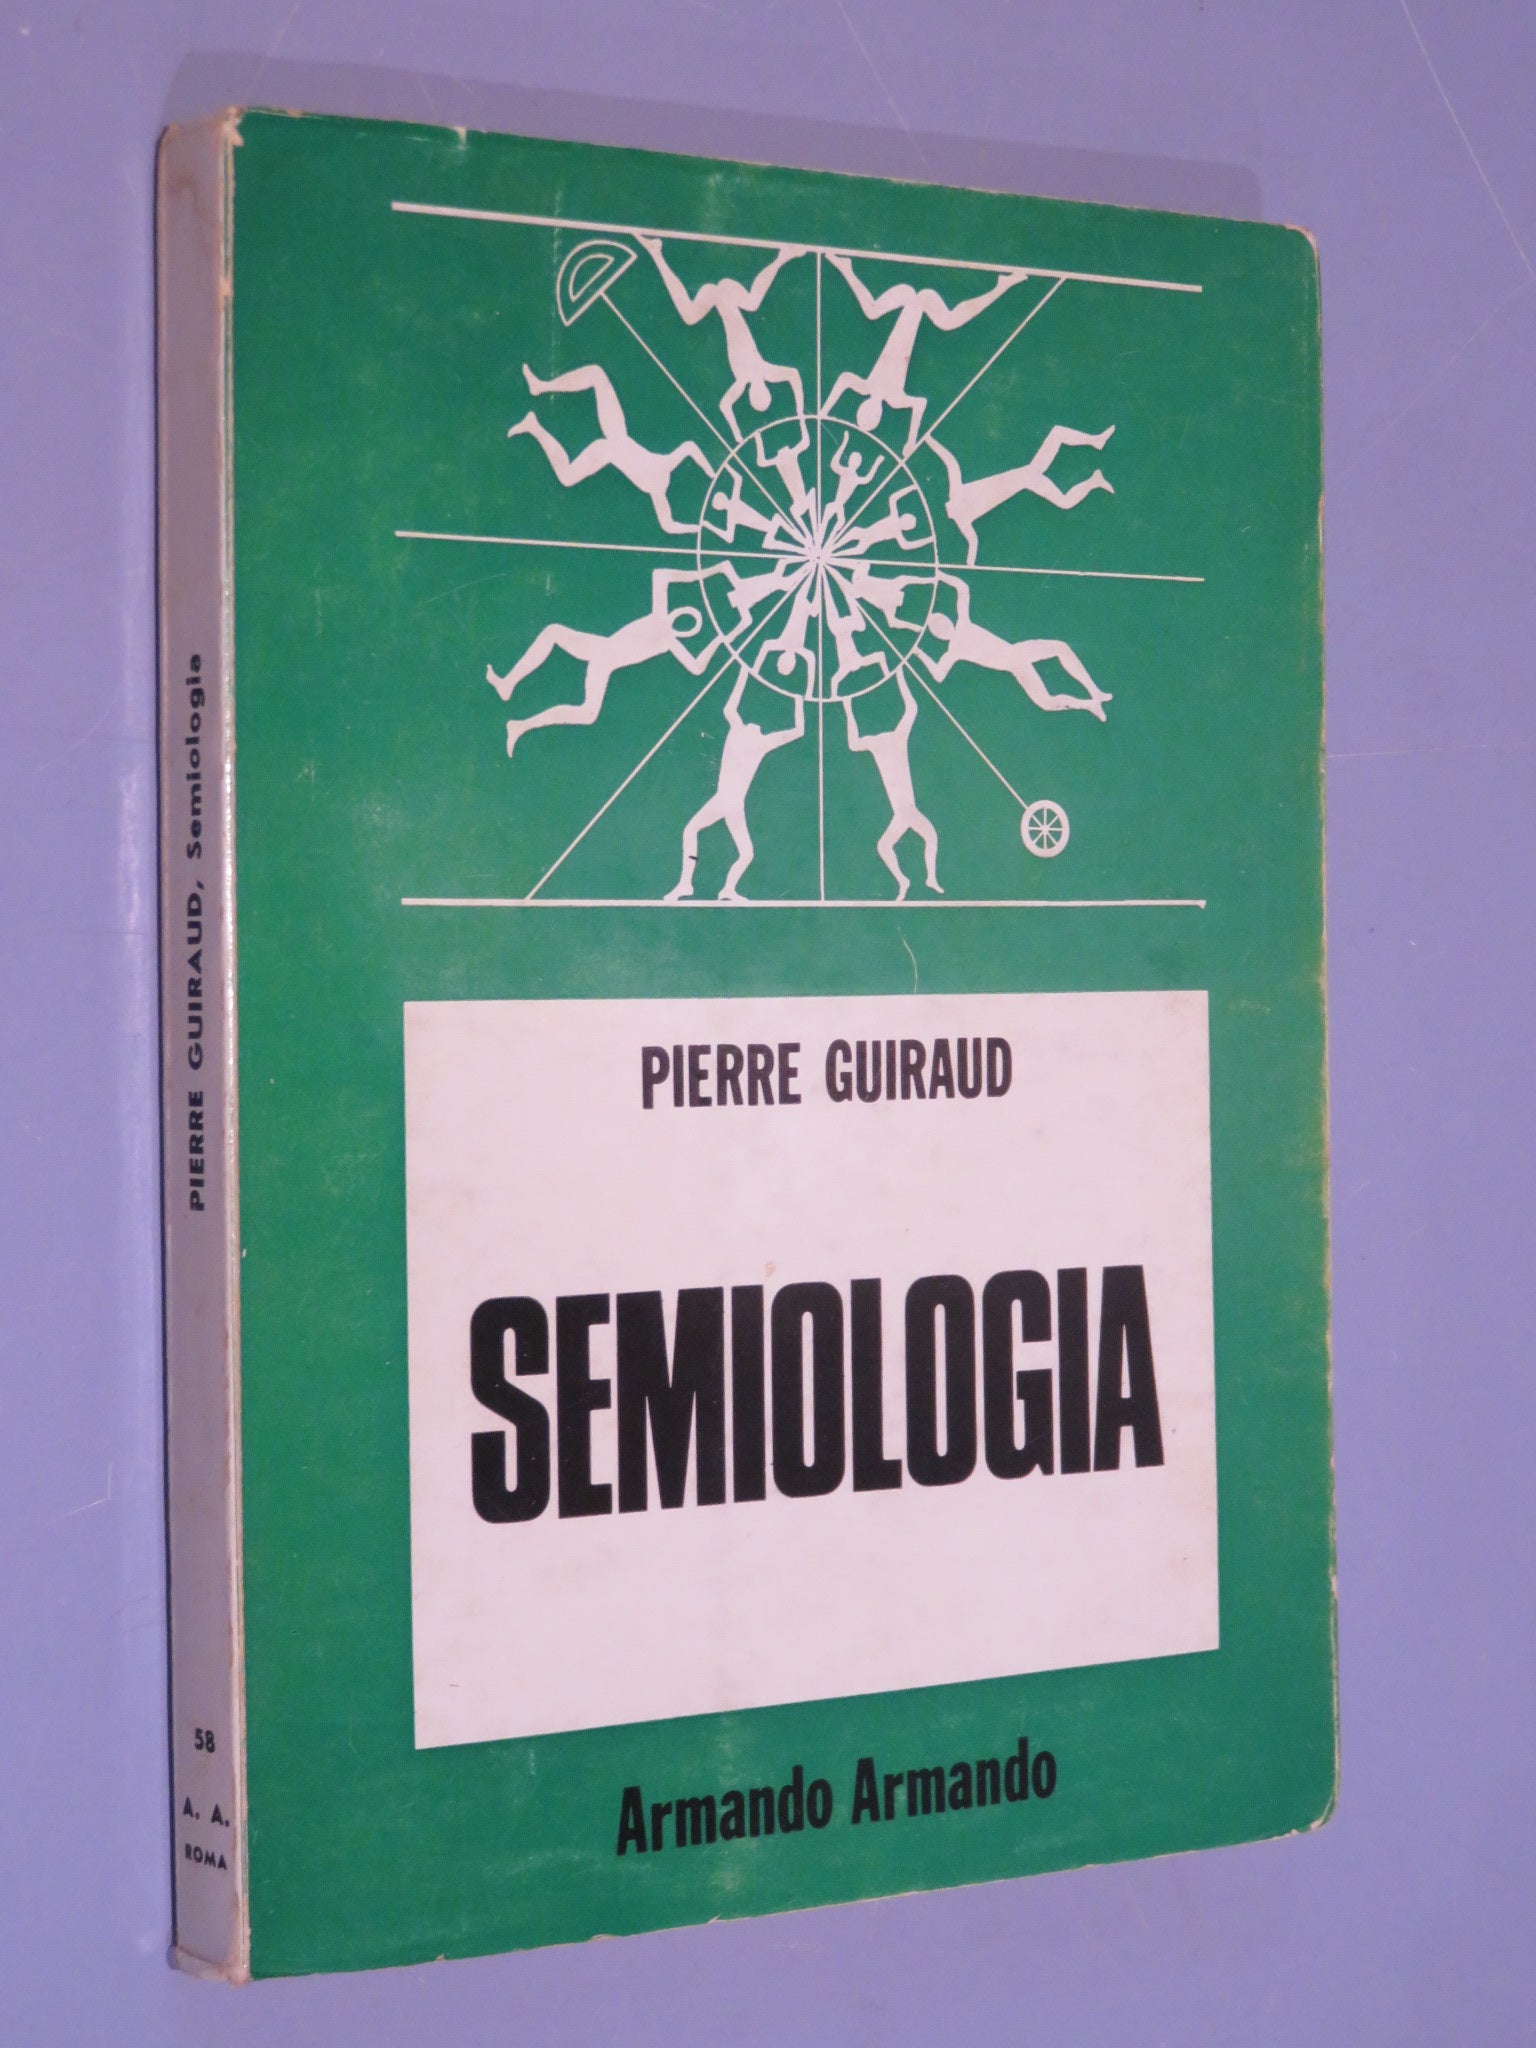 PIERRE GUIRAUD
SEMIOLOGIA
Armando Armando
PIERRE GUIRAUD, Semiologia
58
A. A.
ROMA